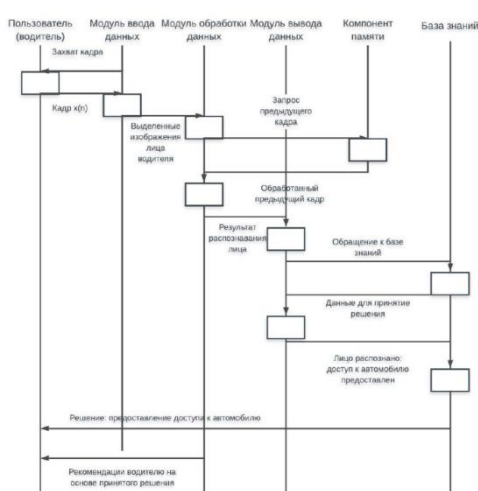 Пользователь
(водитель)
Модуль ввода
данных
Модуль обработки
данных
Модуль вывода
данных
Компонент
памяти
База знаний
Захват кадра
Кадр x(n)
Выделенные
изображения
лица
водителя
Запрос
предыдущего
кадра
Обработанный
предыдущий кадр
Результат
распознавания
лица
Обращение к базе
знаний
Данные для принятие
решения
Лицо распознано:
доступ к автомобилю
предоставлен
Решение: предоставление доступа к автомобилю
Рекомендации водителю на
основе принятого решения